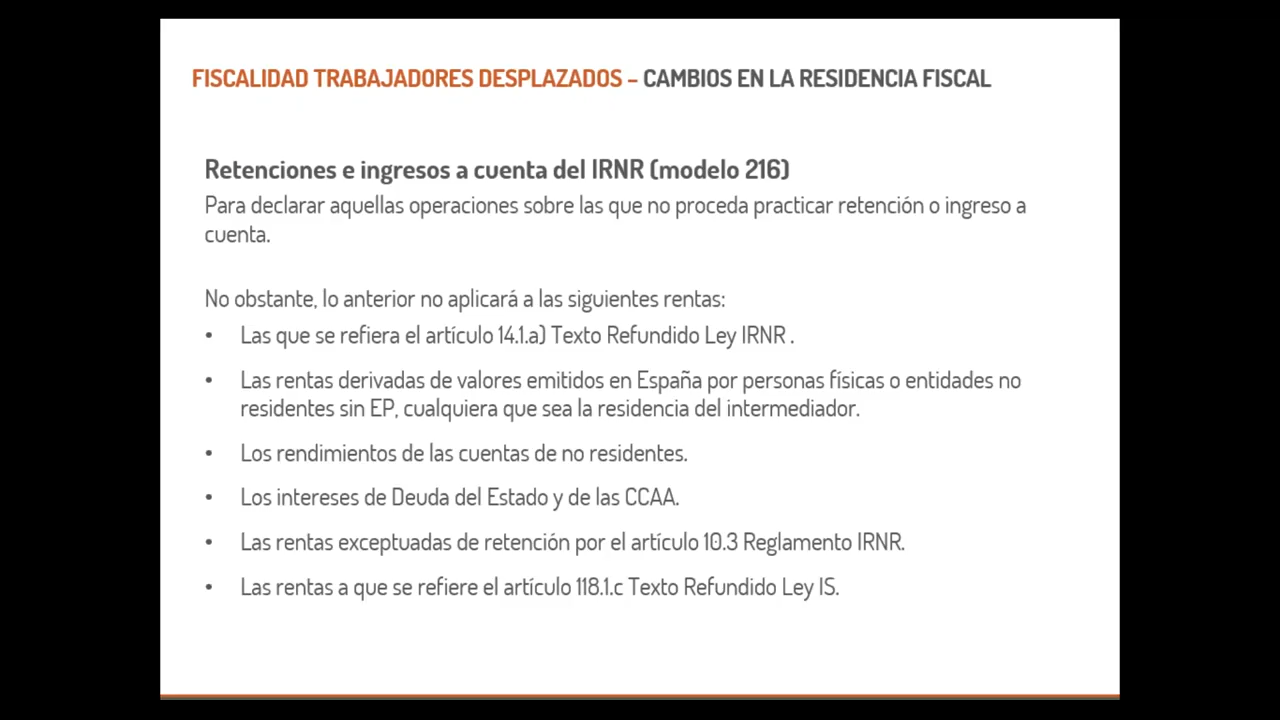 FISCALIDAD TRABAJADORES DESPLAZADOS – CAMBIOS EN LA RESIDENCIA FISCAL
Retenciones e ingresos a cuenta del IRNR (modelo 216)
Para declarar aquellas operaciones sobre las que no proceda practicar retención o ingreso a
cuenta.
No obstante, lo anterior no aplicará a las siguientes rentas:
• Las que se refiera el artículo 14.1.a) Texto Refundido Ley IRNR .
• Las rentas derivadas de valores emitidos en España por personas físicas o entidades no
residentes sin EP, cualquiera que sea la residencia del intermediador.
• Los rendimientos de las cuentas de no residentes.
• Los intereses de Deuda del Estado y de las CCAA.
• Las rentas exceptuadas de retención por el artículo 10.3 Reglamento IRNR.
• Las rentas a que se refiere el artículo 118.1.c Texto Refundido Ley IS.